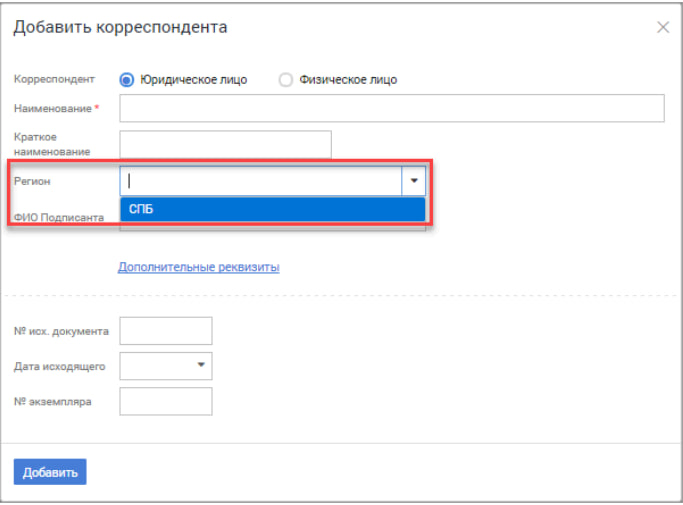 Добавить корреспондента
Корреспондент Юридическое лицо Физическое лицо
Наименование *
Краткое
наименование
Регион
СПБ
ФИО Подписанта
Дополнительные реквизиты
№ исх. документа
Дата исходящего
№ экземпляра
Добавить